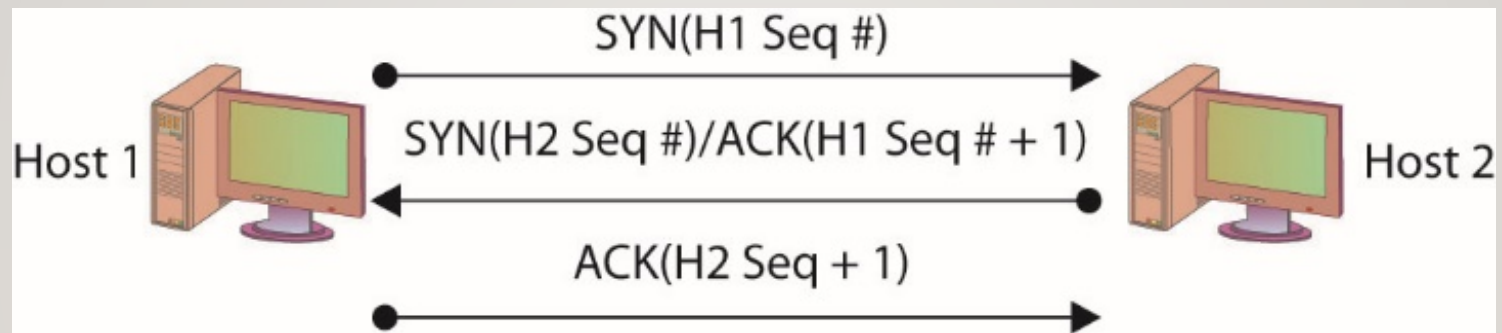 SYN(H1 Seq #)
SYN(H2 Seq #)/ACK(H1 Seq # + 1)
Host 1
Host 2
ACK(H2 Seq + 1)